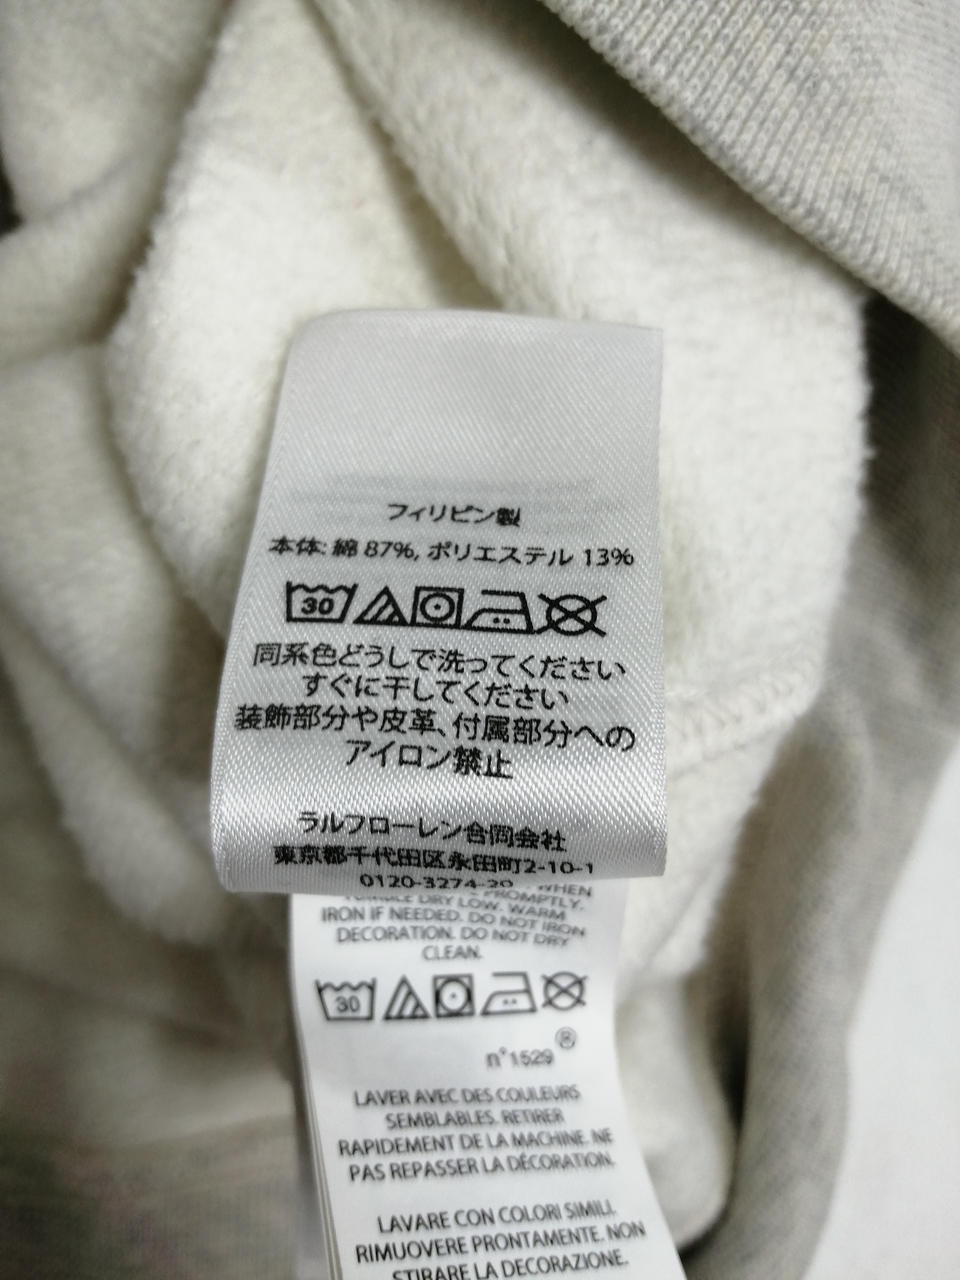 フィリピン製
本体: 綿 87%, ポリエステル 13%
30
同系色どうしで洗ってください
すぐに干してください
装飾部分や皮革、付属部分への
アイロン禁止
ラルフローレン合同会社
東京都千代田区永田町2-10-1
0120-3274-20
WHEN
PROMPTLY.
DRY LOW. WARM
IRON IF NEEDED. DO NOT IRON
DECORATION. DO NOT DRY
CLEAN.
30
n°1529®
LAVER AVEC DES COULEURS
SEMBLABLES. RETIRER
RAPIDEMENT DE LA MACHINE. NE
PAS REPASSER LA DÉCORATION.
LAVARE CON COLORI SIMILI.
RIMUOVERE PRONTAMENTE. NON
STIRARE LA DECORAZIONE.